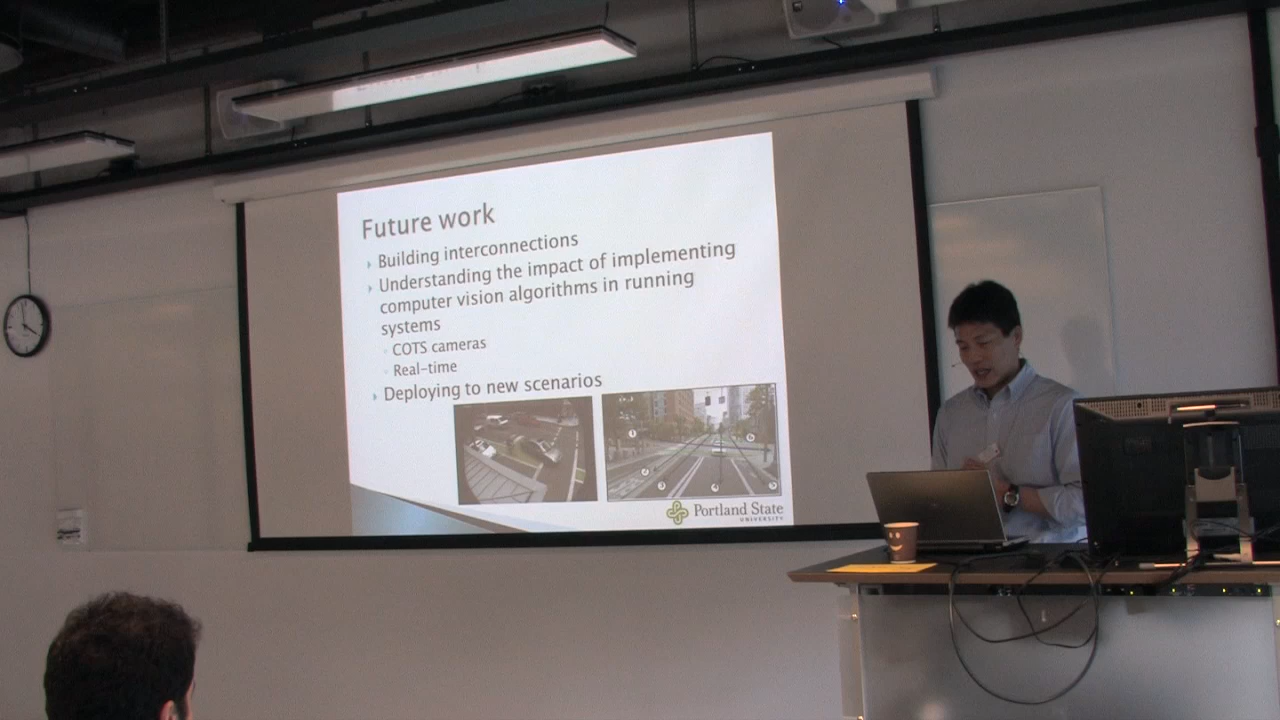 Future work
Building interconnections
Understanding the impact of implementing
computer vision algorithms in running
systems
COTS cameras
Real-time
Deploying to new scenarios
Portland State
UNIVERSITY